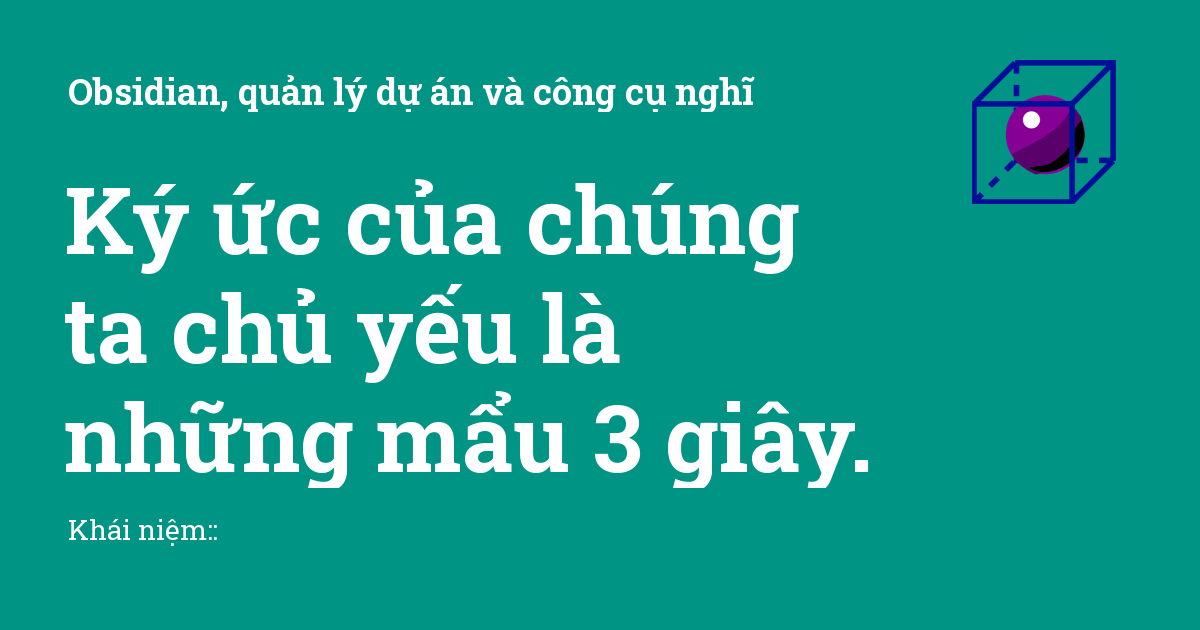 Obsidian, quản lý dự án và công cụ nghĩ
Ký ức của chúng
ta chủ yếu là
những mẩu 3 giây.
Khái niệm::